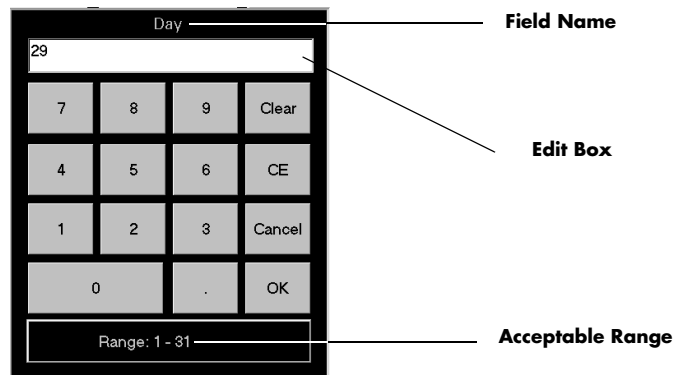 Day
Field Name
29
7 8 9 Clear
Edit Box
4 5 6 CE
1 2 3 Cancel
0 . OK
Range: 1 - 31
Acceptable Range